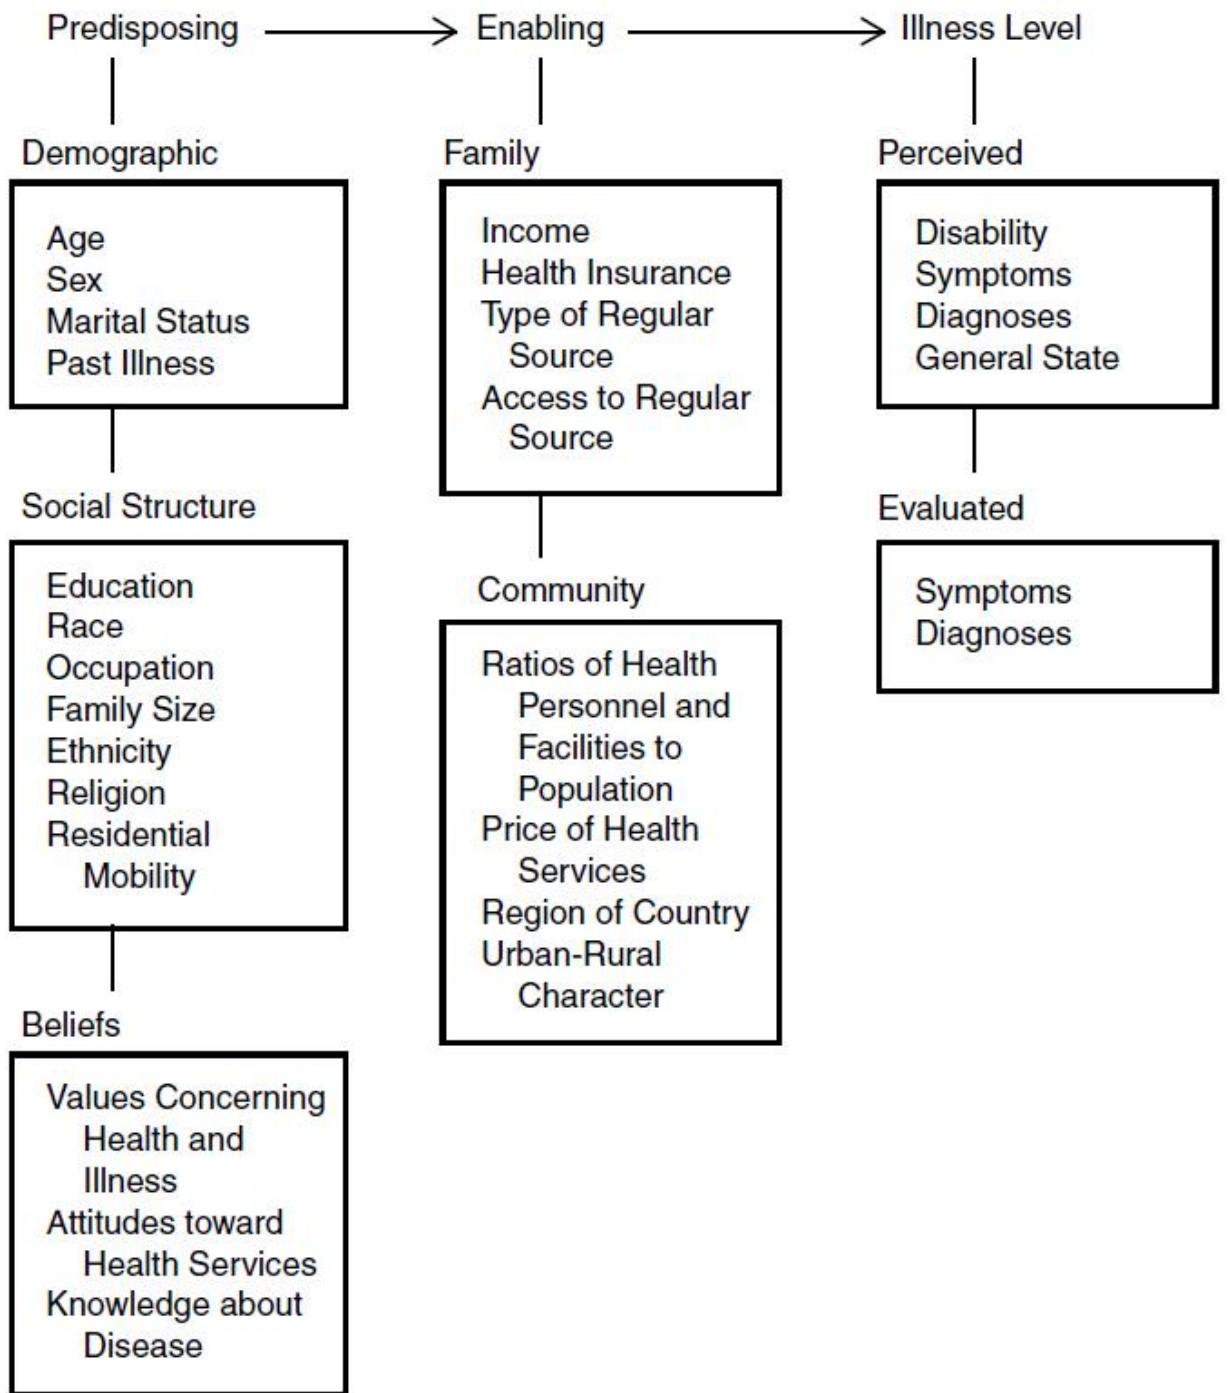 Predisposing Enabling Illness Level
Demographic
Age
Sex
Marital Status
Past Illness
Social Structure
Education
Race
Occupation
Family Size
Ethnicity
Religion
Residential
Mobility
Beliefs
Values Concerning
Health and
Illness
Attitudes toward
Health Services
Knowledge about
Disease
Family
Income
Health Insurance
Type of Regular
Source
Access to Regular
Source
Community
Ratios of Health
Personnel and
Facilities to
Population
Price of Health
Services
Region of Country
Urban-Rural
Character
Perceived
Disability
Symptoms
Diagnoses
General State
Evaluated
Symptoms
Diagnoses